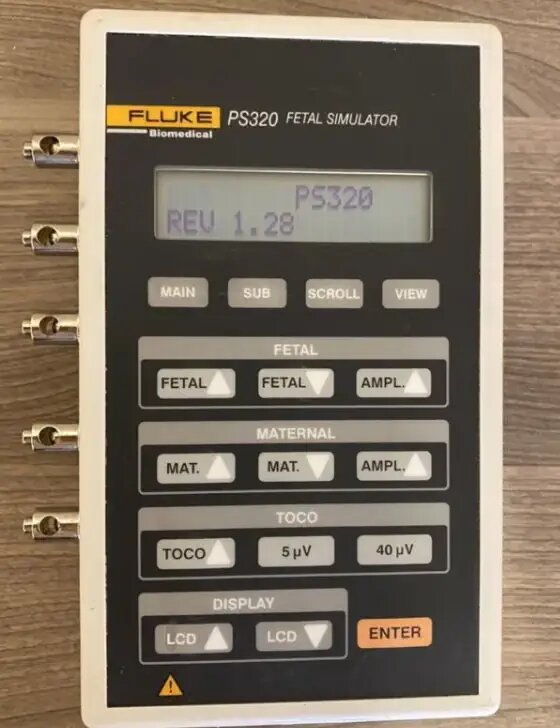 FLUKE
Biomedical
PS320 FETAL SIMULATOR
PS320
REV 1.28
MAIN SUB SCROLL VIEW
FETAL
FETAL FETAL AMPL.
MATERNAL
MAT. MAT. AMPL.
TOCO
TOCO 5 µV 40 µV
DISPLAY
LCD LCD ENTER